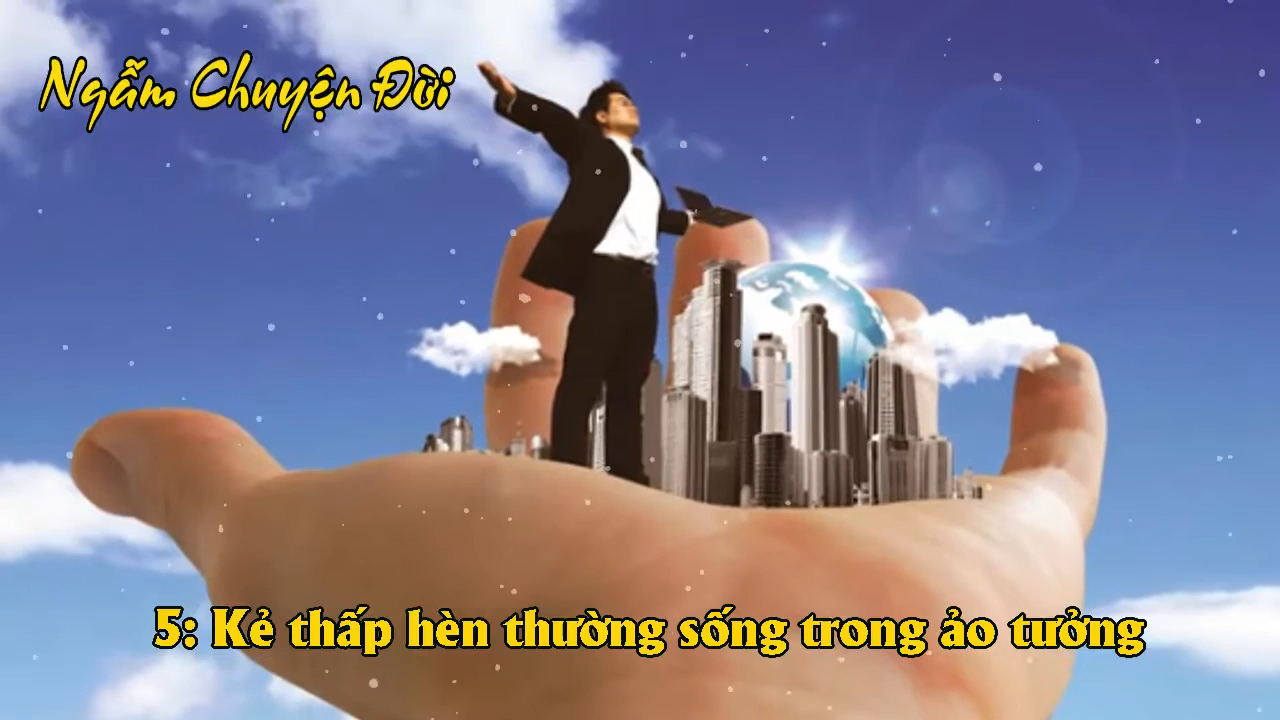 Ngẫm Chuyện Đời
5: Kẻ thấp hèn thường sống trong ảo tưởng